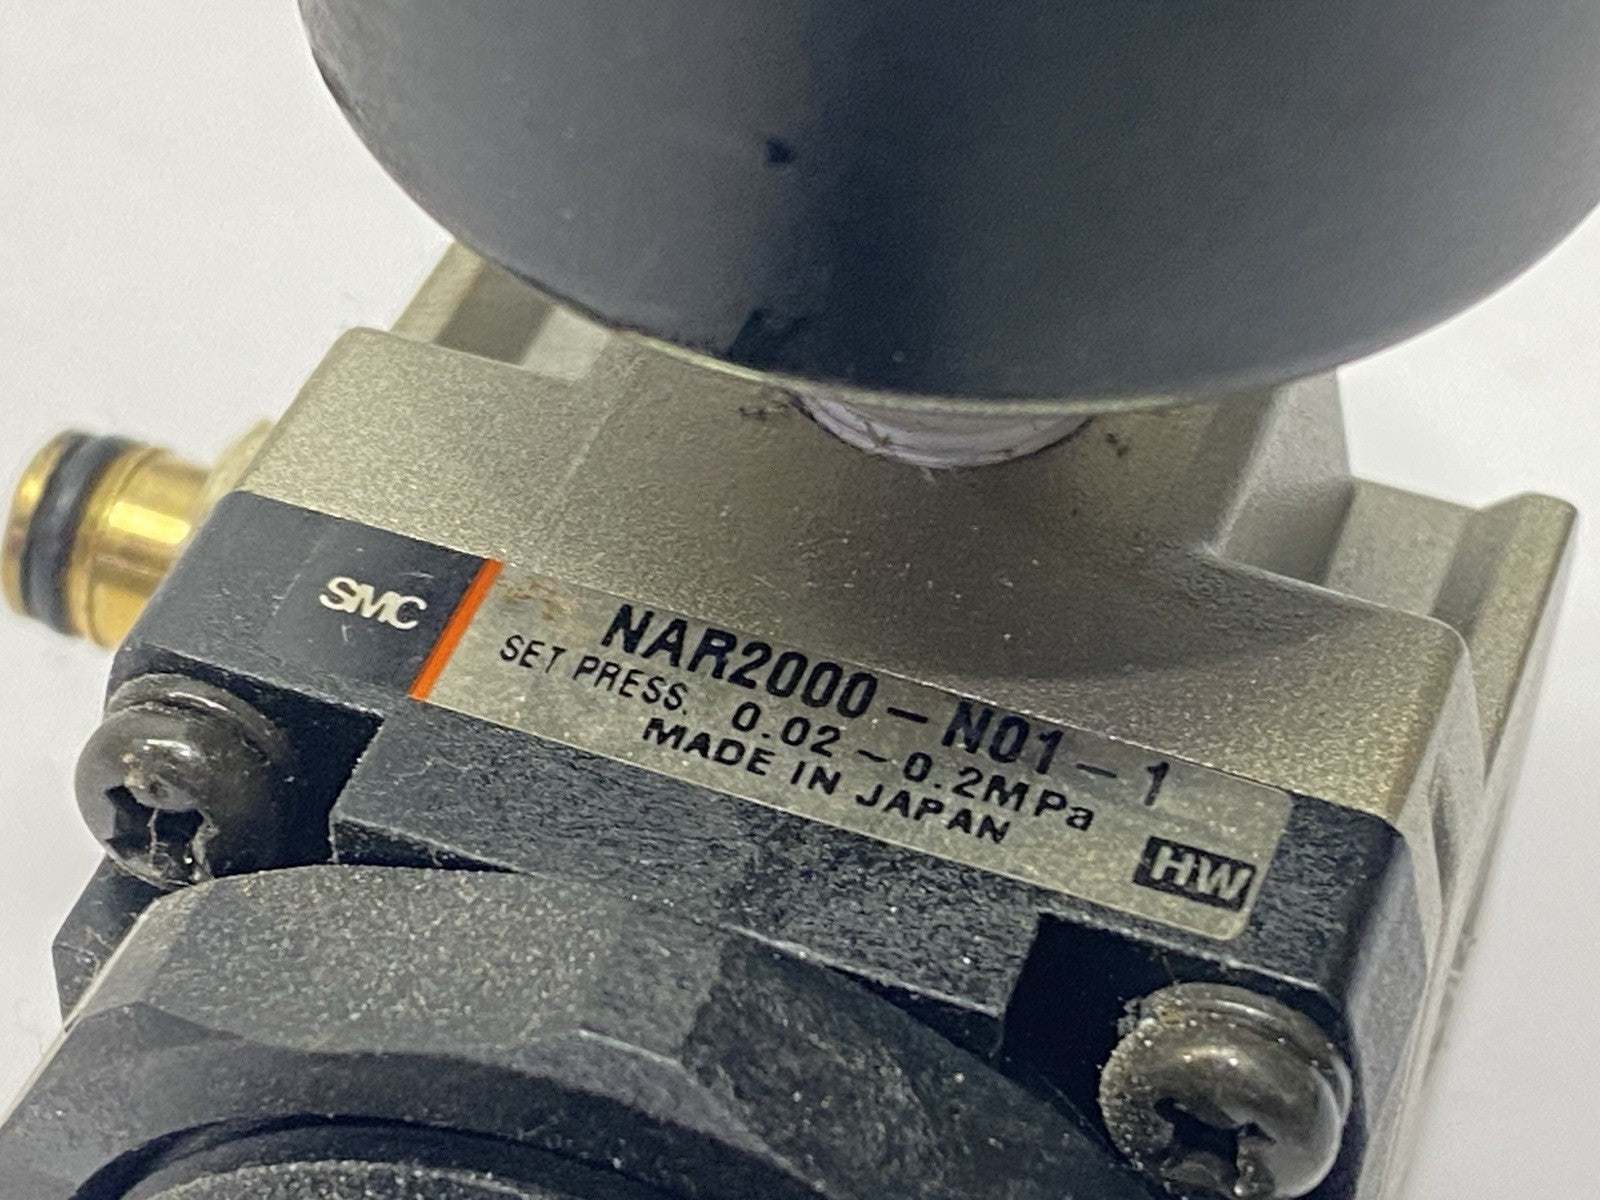 SMC
NAR2000-N01-1
SET PRESS. 0.02-0.2MPa
MADE IN JAPAN
HW